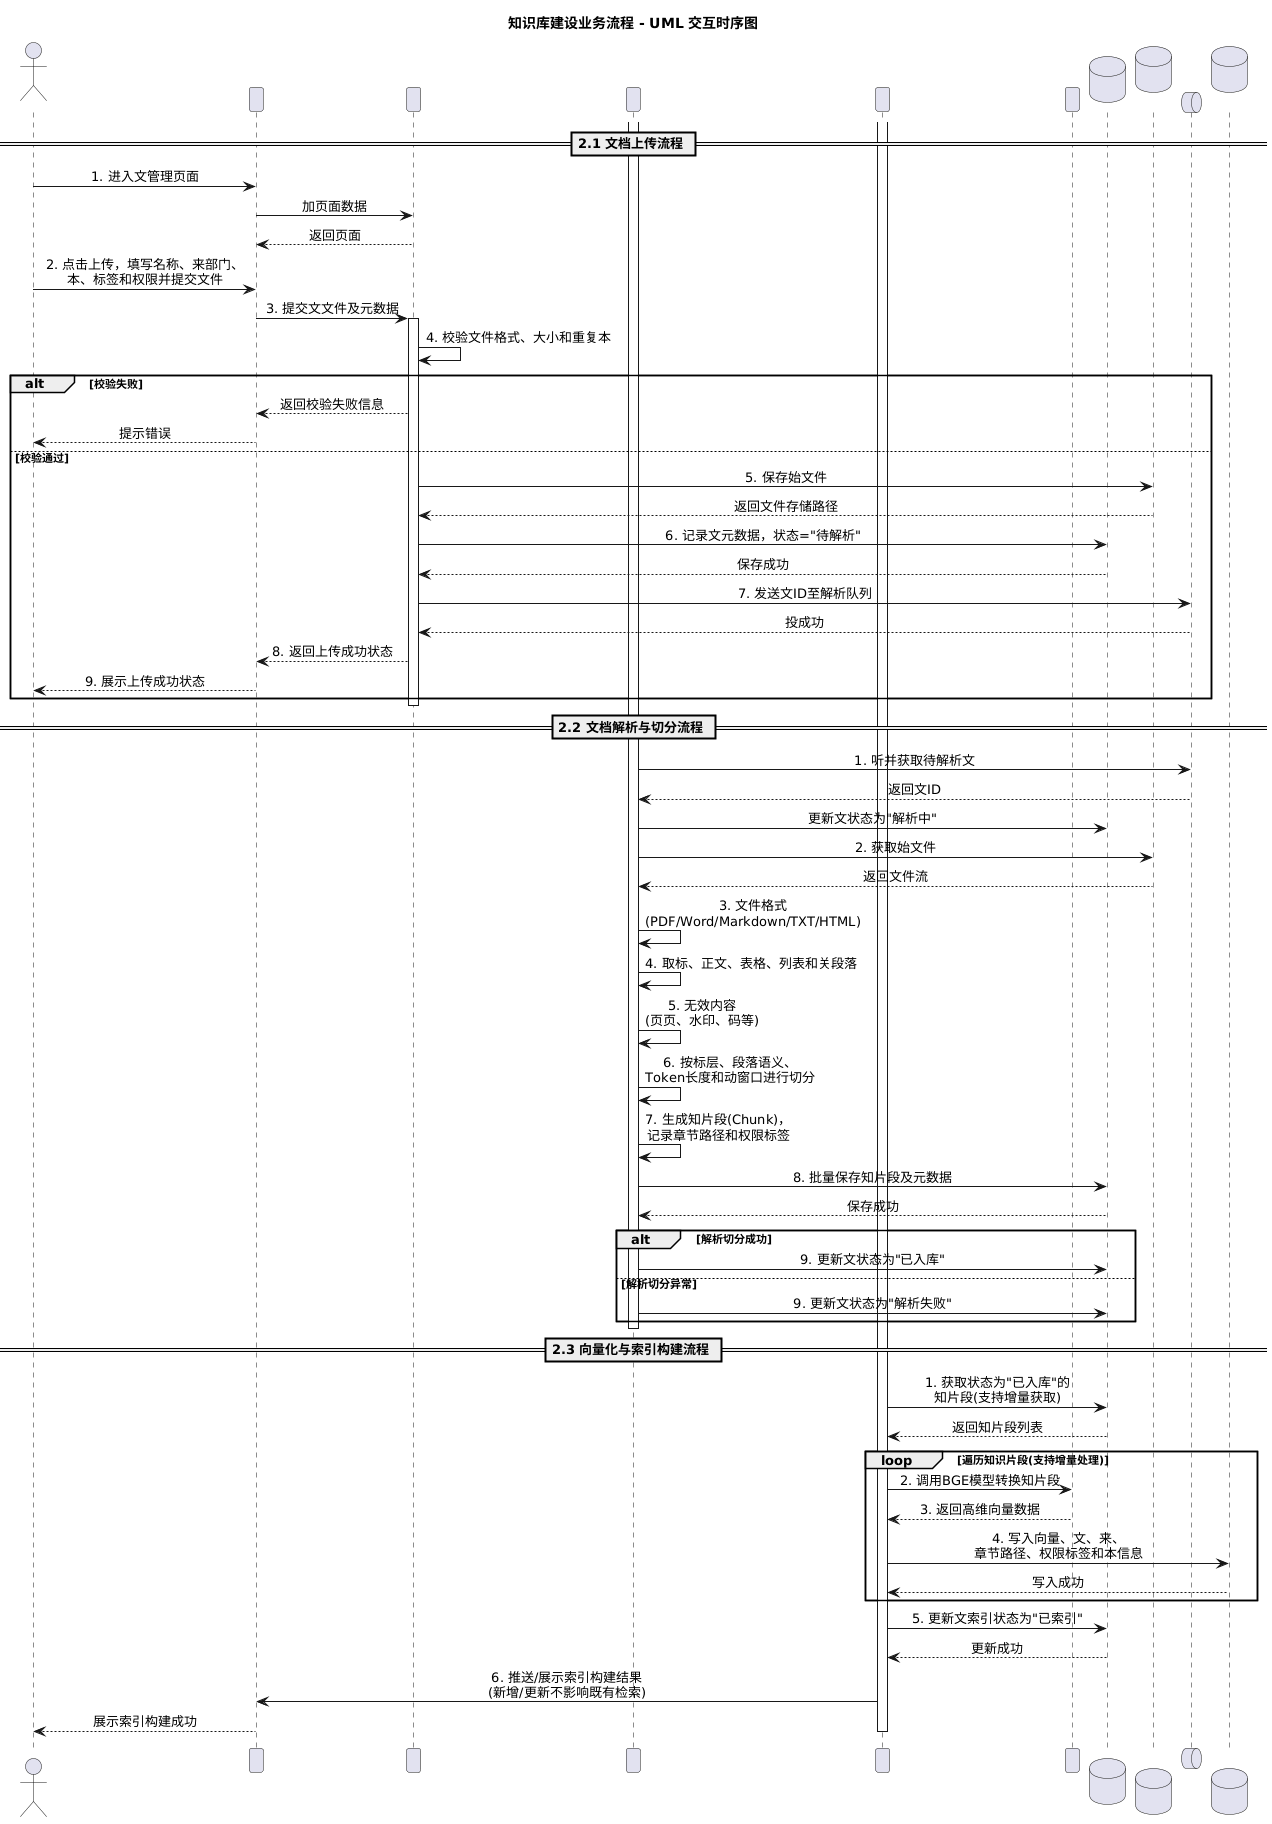 知识库建设业务流程 - UML 交互时序图
2.1 文档上传流程
1. 进入文管理页面
加页面数据
返回页面
2. 点击上传，填写名称、来部门、
本、标签和权限并提交文件
3. 提交文文件及元数据
4. 校验文件格式、大小和重复本
alt [校验失败]
返回校验失败信息
提示错误
[校验通过]
5. 保存始文件
返回文件存储路径
6. 记录文元数据，状态="待解析"
保存成功
7. 发送文ID至解析队列
投成功
8. 返回上传成功状态
9. 展示上传成功状态
2.2 文档解析与切分流程
1. 听并获取待解析文
返回文ID
更新文状态为"解析中"
2. 获取始文件
返回文件流
3. 文件格式
(PDF/Word/Markdown/TXT/HTML)
4. 取标、正文、表格、列表和关段落
5. 无效内容
(页页、水印、码等)
6. 按标层、段落语义、
Token长度和动窗口进行切分
7. 生成知片段(Chunk)，
记录章节路径和权限标签
8. 批量保存知片段及元数据
保存成功
alt [解析切分成功]
9. 更新文状态为"已入库"
[解析切分异常]
9. 更新文状态为"解析失败"
2.3 向量化与索引构建流程
1. 获取状态为"已入库"的
知片段(支持增量获取)
返回知片段列表
loop [遍历知识片段(支持增量处理)]
2. 调用BGE模型转换知片段
3. 返回高维向量数据
4. 写入向量、文、来、
章节路径、权限标签和本信息
写入成功
5. 更新文索引状态为"已索引"
更新成功
6. 推送/展示索引构建结果
(新增/更新不影响既有检索)
展示索引构建成功